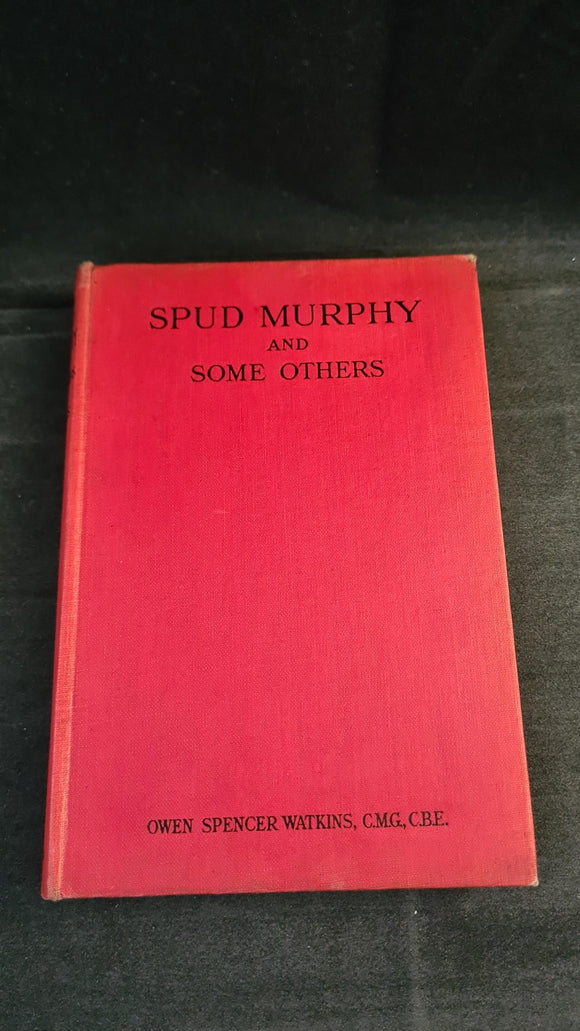 SPUD MURPHY
AND
SOME OTHERS
OWEN SPENCER WATKINS, C.M.G., C.B.E.